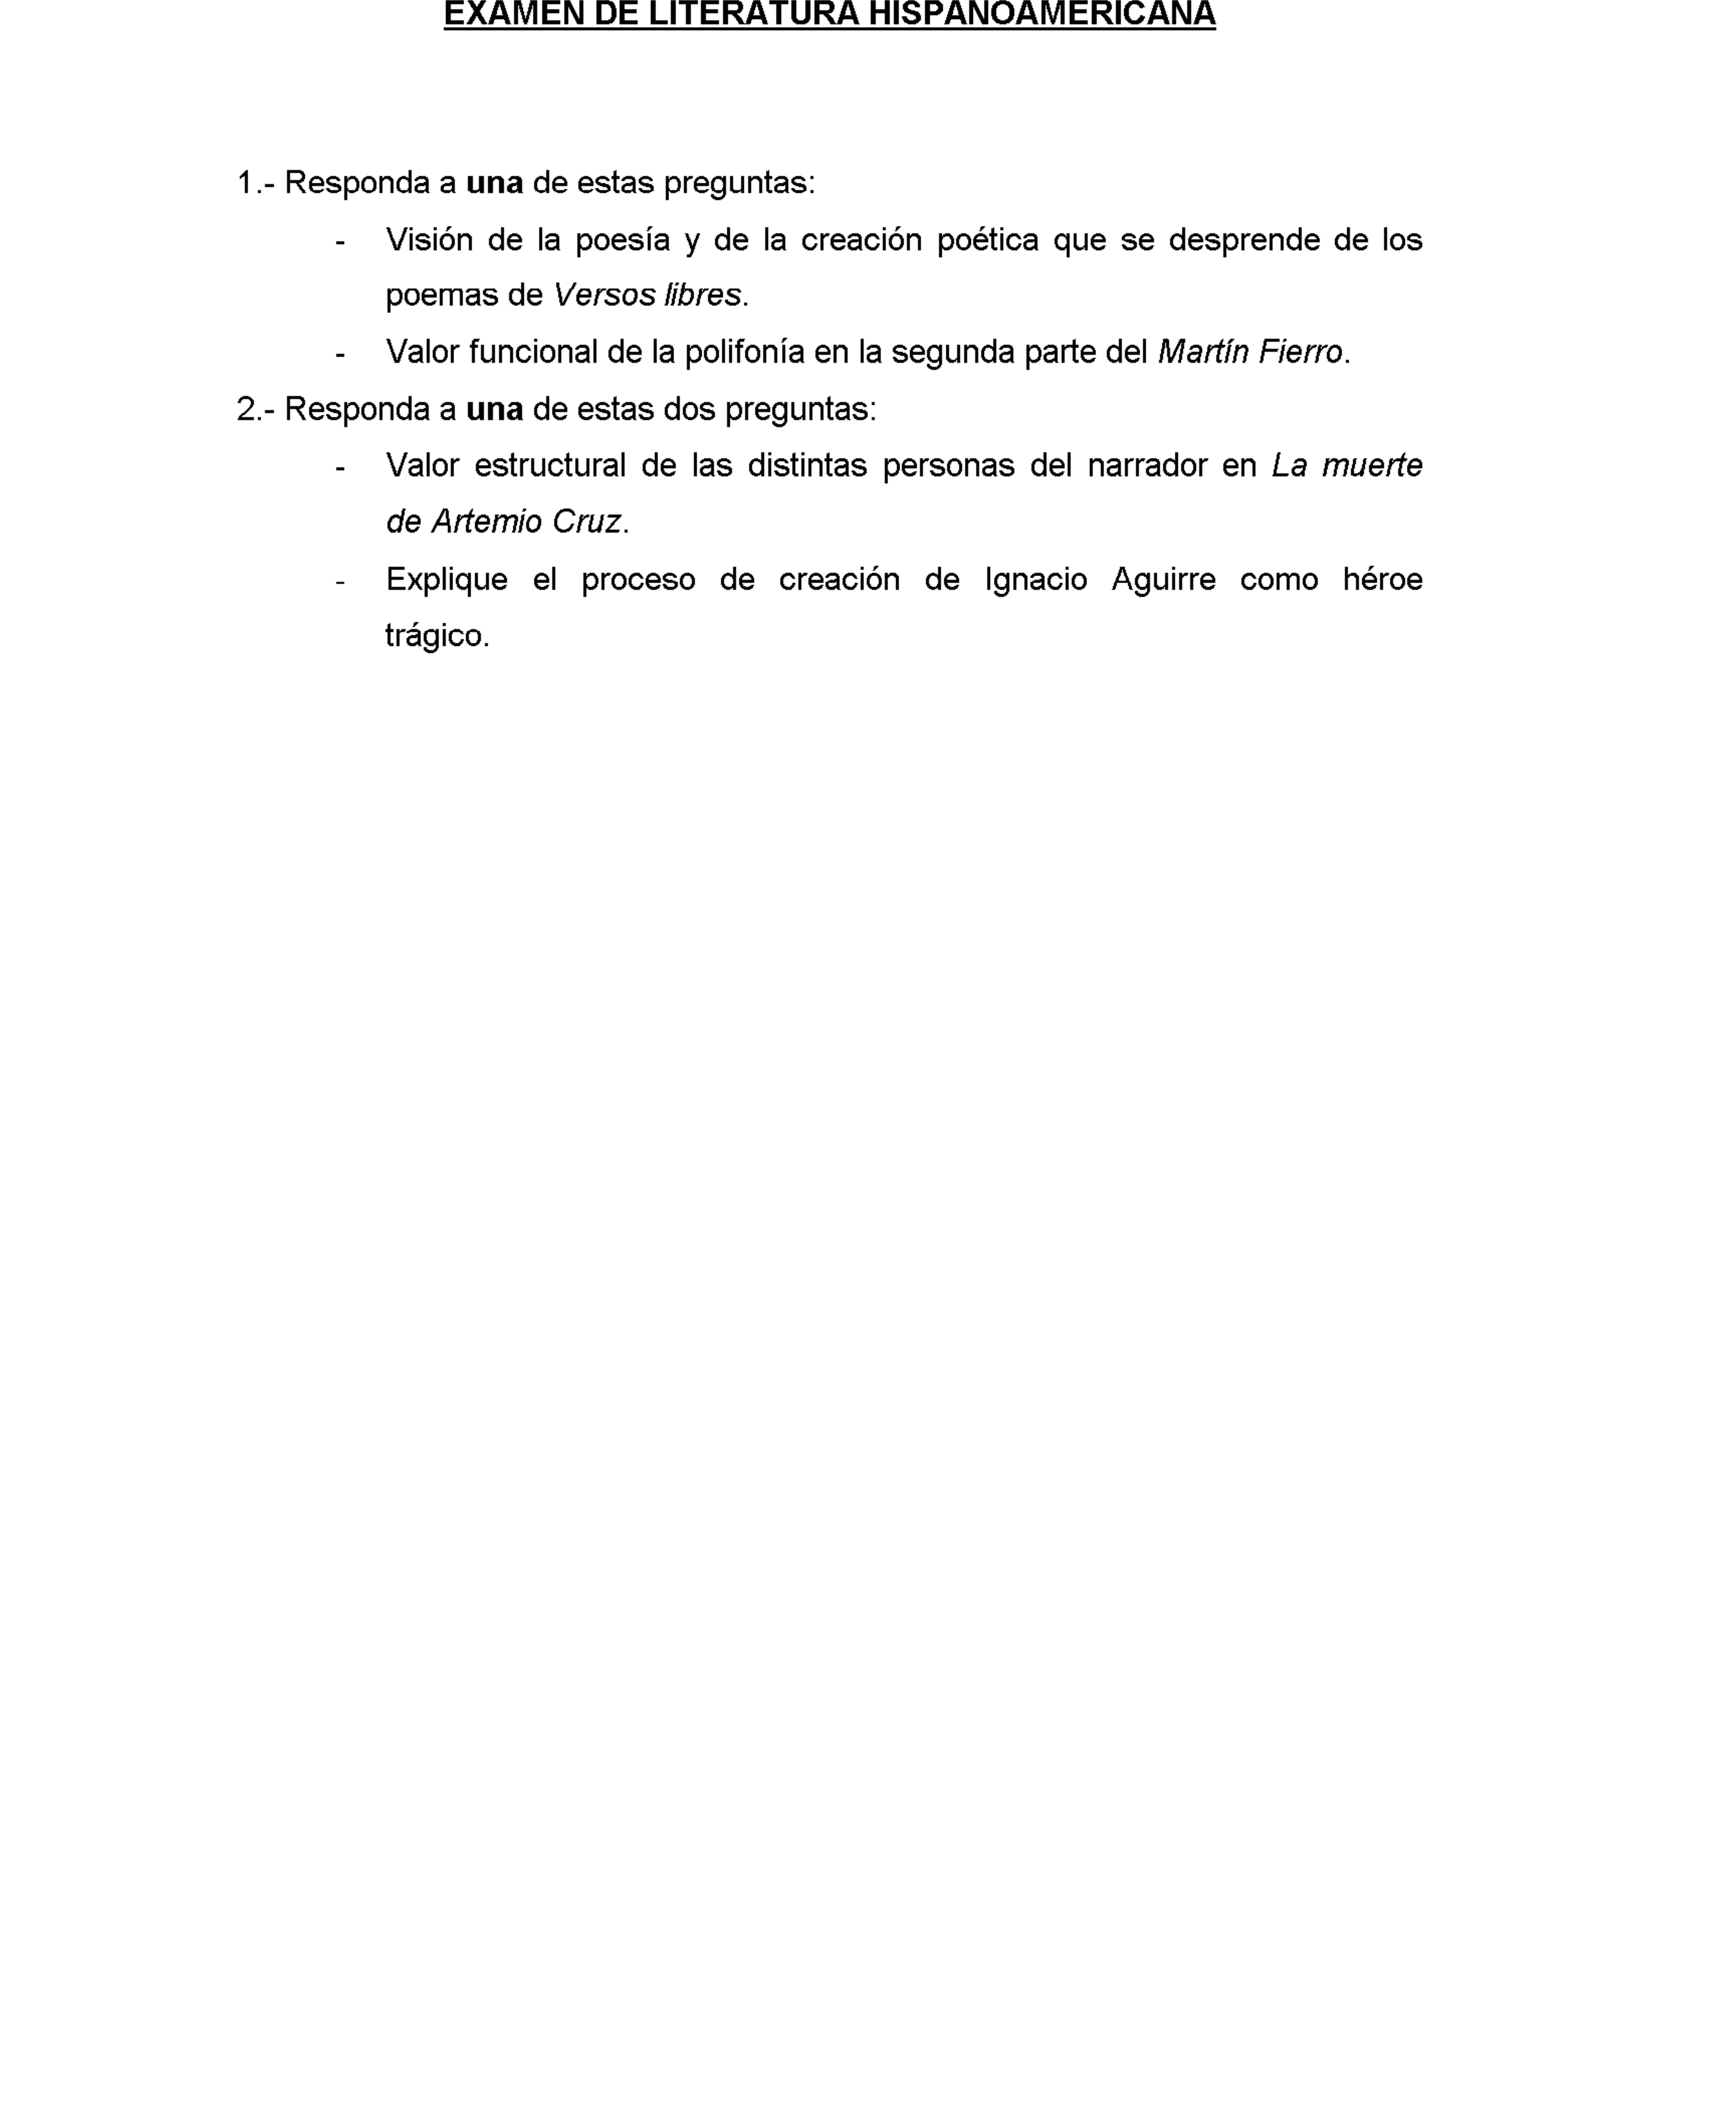 EXAMEN DE LITERATURA HISPANOAMERICANA
1.- Responda a una de estas preguntas:
- Visión de la poesía y de la creación poética que se desprende de los
poemas de Versos libres.
- Valor funcional de la polifonía en la segunda parte del Martín Fierro.
2.- Responda a una de estas dos preguntas:
- Valor estructural de las distintas personas del narrador en La muerte
de Artemio Cruz.
- Explique el proceso de creación de Ignacio Aguirre como héroe
trágico.